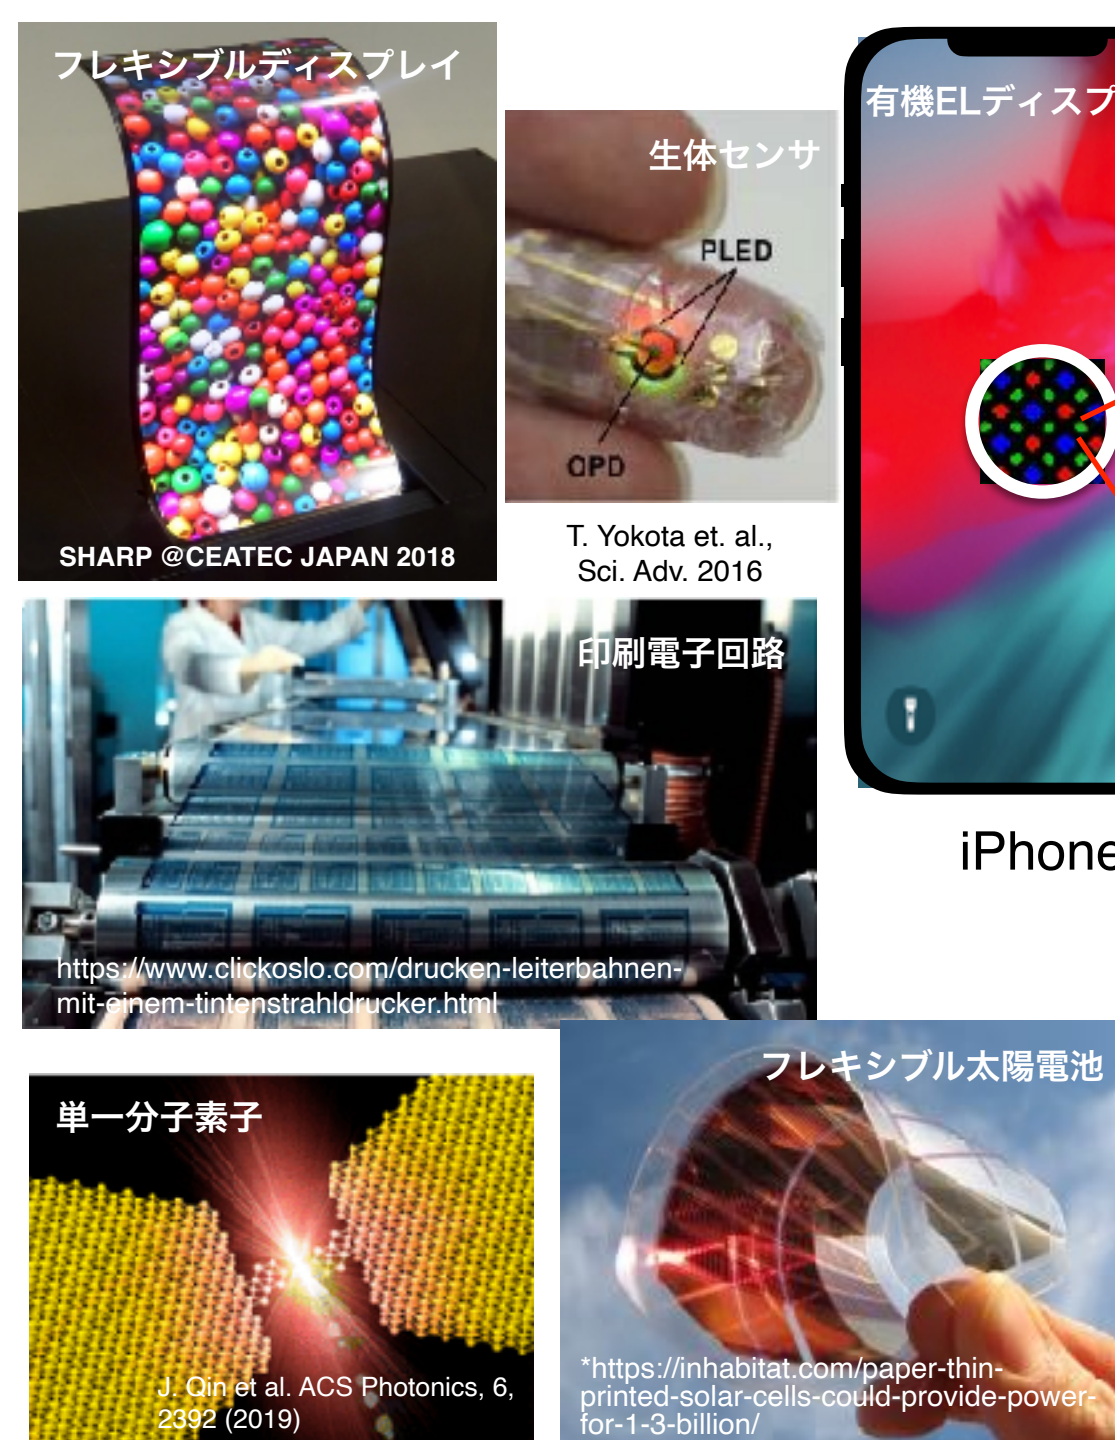 フレキシブルディスプレイ
SHARP @CEATEC JAPAN 2018
生体センサ
PLED
OPD
T. Yokota et. al.,
Sci. Adv. 2016
有機ELディスプ
iPhone
印刷電子回路
https://www.clickoslo.com/drucken-leiterbahnen-
mit-einem-tintenstrahldrucker.html
単一分子素子
J. Qin et al. ACS Photonics, 6,
2392 (2019)
フレキシブル太陽電池
*https://inhabitat.com/paper-thin-
printed-solar-cells-could-provide-power-
for-1-3-billion/